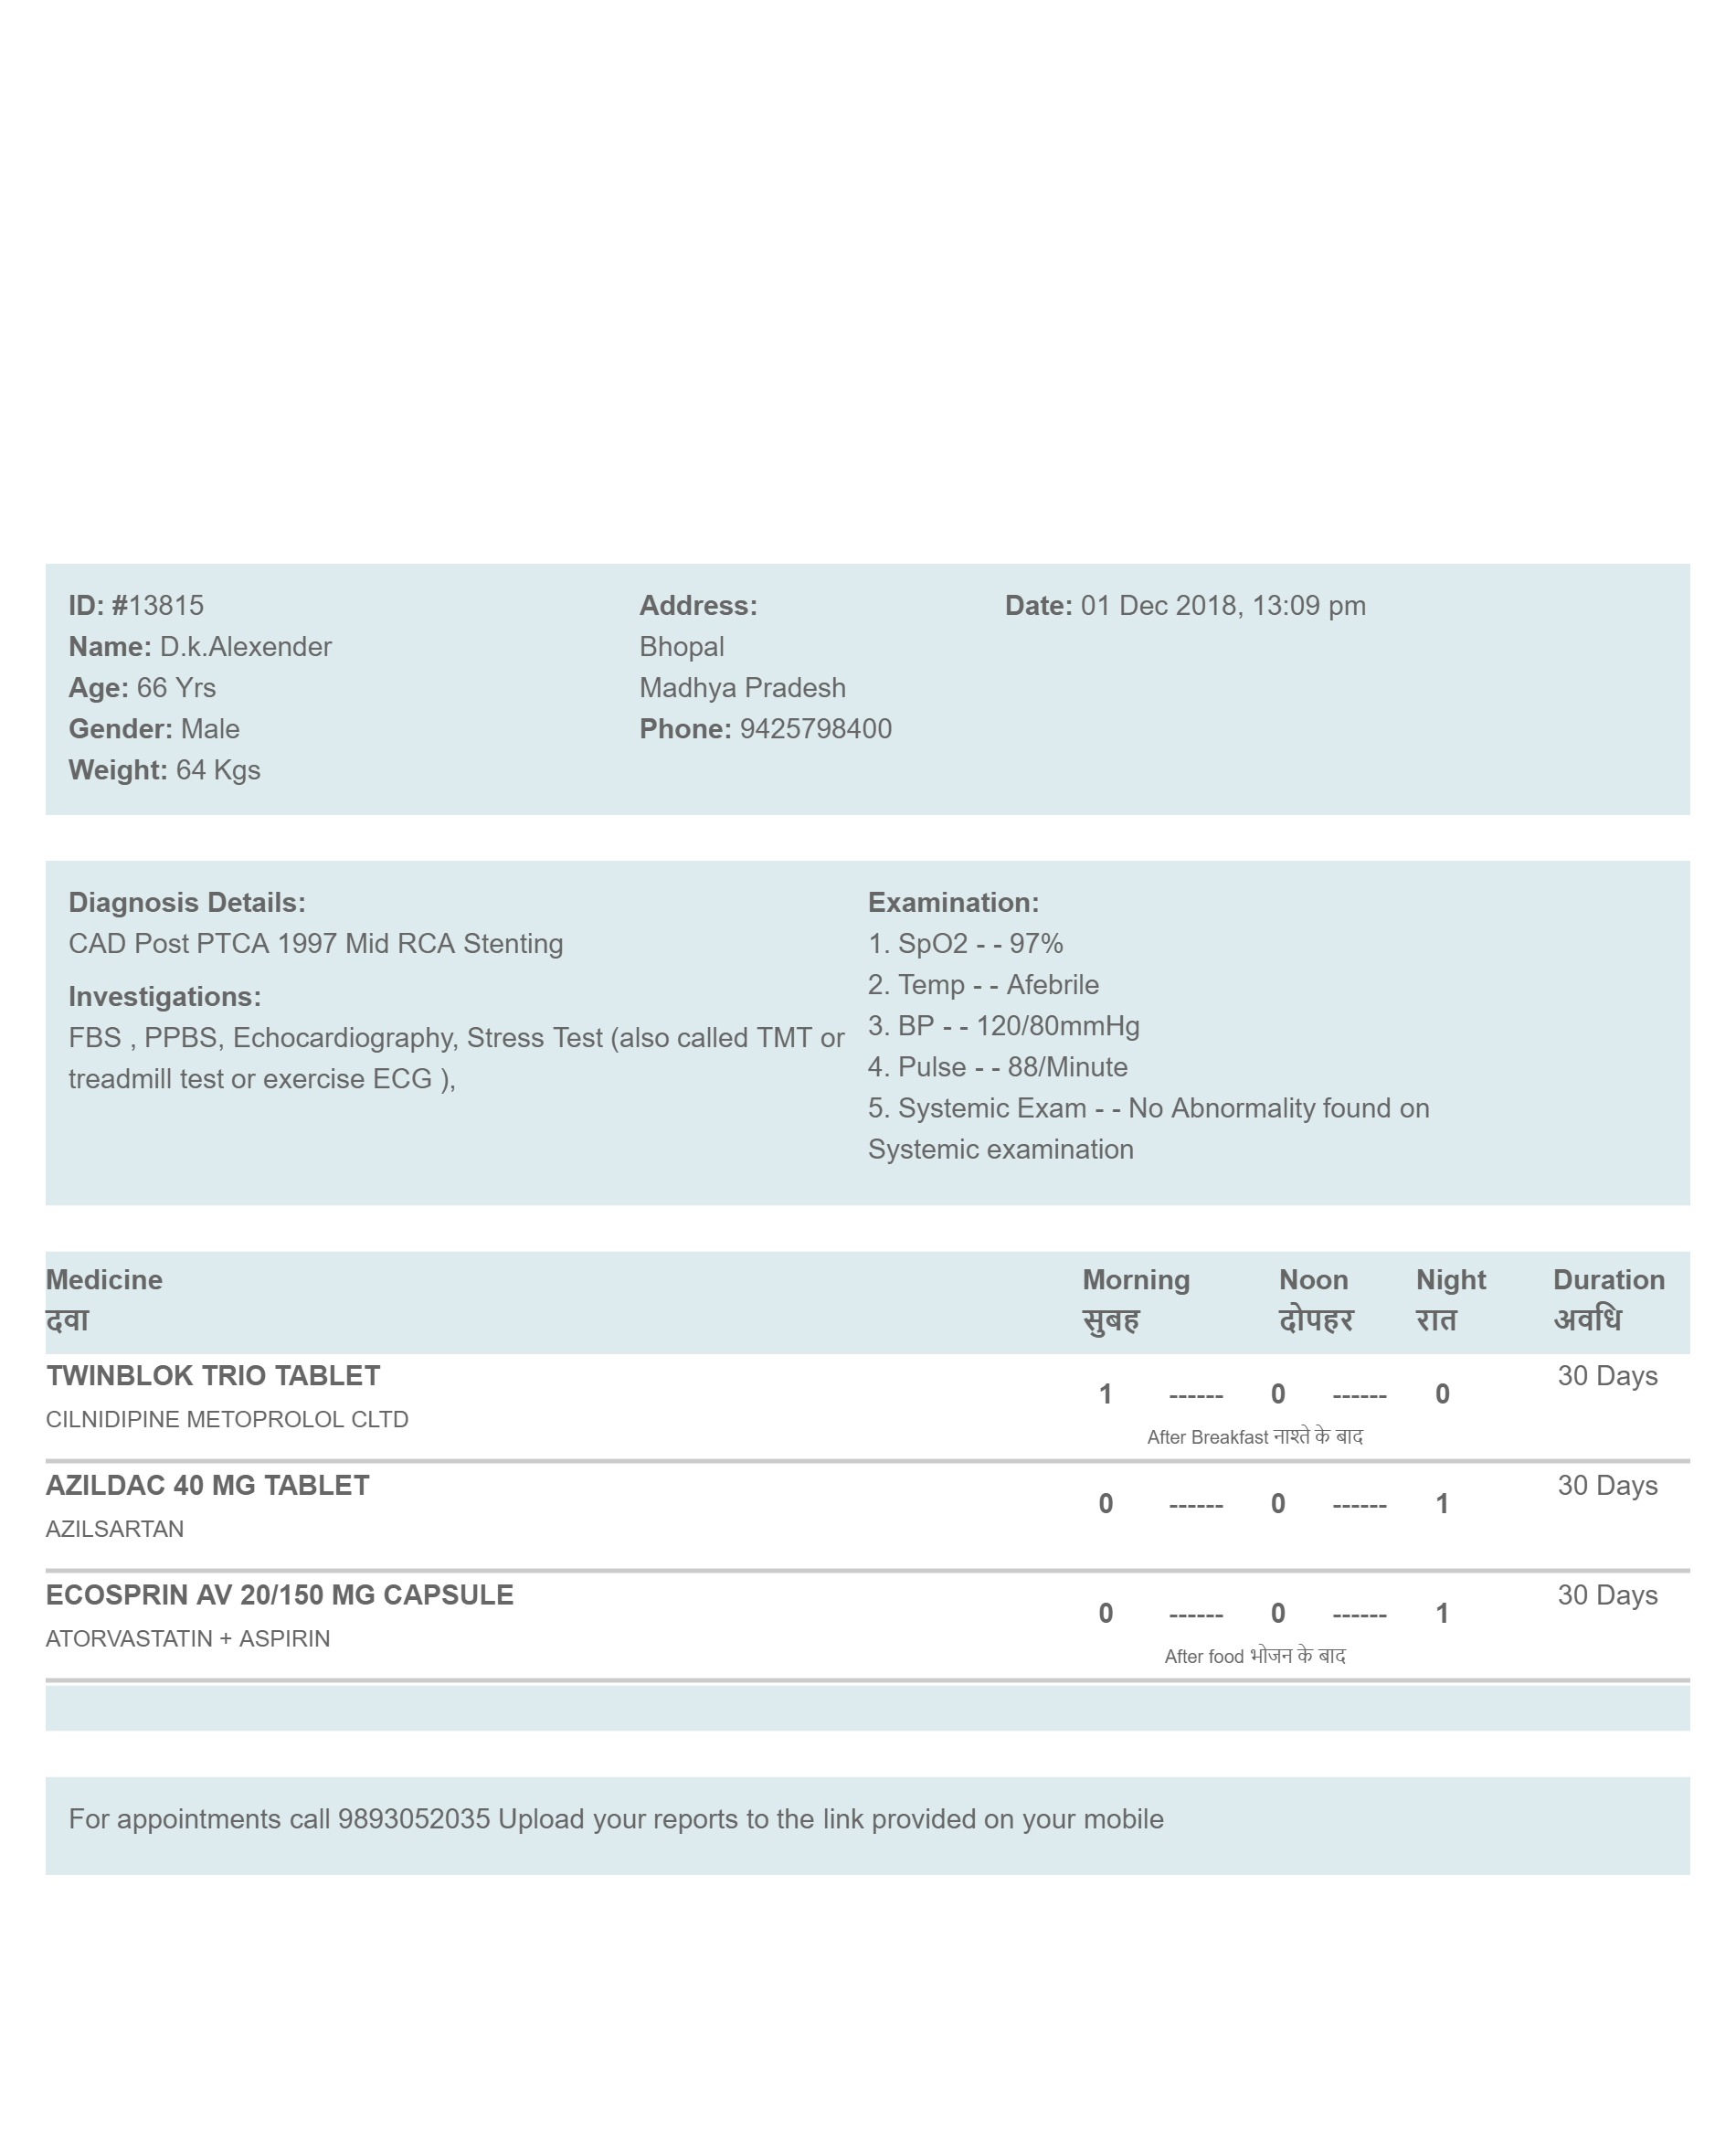 ID: #13815
Name: D.k.Alexender
Age: 66 Yrs
Gender: Male
Weight: 64 Kgs
Address:
Bhopal
Madhya Pradesh
Phone: 9425798400
Date: 01 Dec 2018, 13:09 pm
Diagnosis Details:
CAD Post PTCA 1997 Mid RCA Stenting
Investigations:
FBS , PPBS, Echocardiography, Stress Test (also called TMT or
treadmill test or exercise ECG ),
Examination:
1. SpO2 - - 97%
2. Temp - - Afebrile
3. BP - - 120/80mmHg
4. Pulse - - 88/Minute
5. Systemic Exam - - No Abnormality found on
Systemic examination
Medicine Morning Noon Night Duration
दवा सुबह दोपहर रात अवधि
TWINBLOK TRIO TABLET 30 Days
1 ------ 0 ------ 0
CILNIDIPINE METOPROLOL CLTD
After Breakfast नाश्ते के बाद
AZILDAC 40 MG TABLET 30 Days
0 ------ 0 ------ 1
AZILSARTAN
ECOSPRIN AV 20/150 MG CAPSULE 30 Days
0 ------ 0 ------ 1
ATORVASTATIN + ASPIRIN
After food भोजन के बाद
For appointments call 9893052035 Upload your reports to the link provided on your mobile